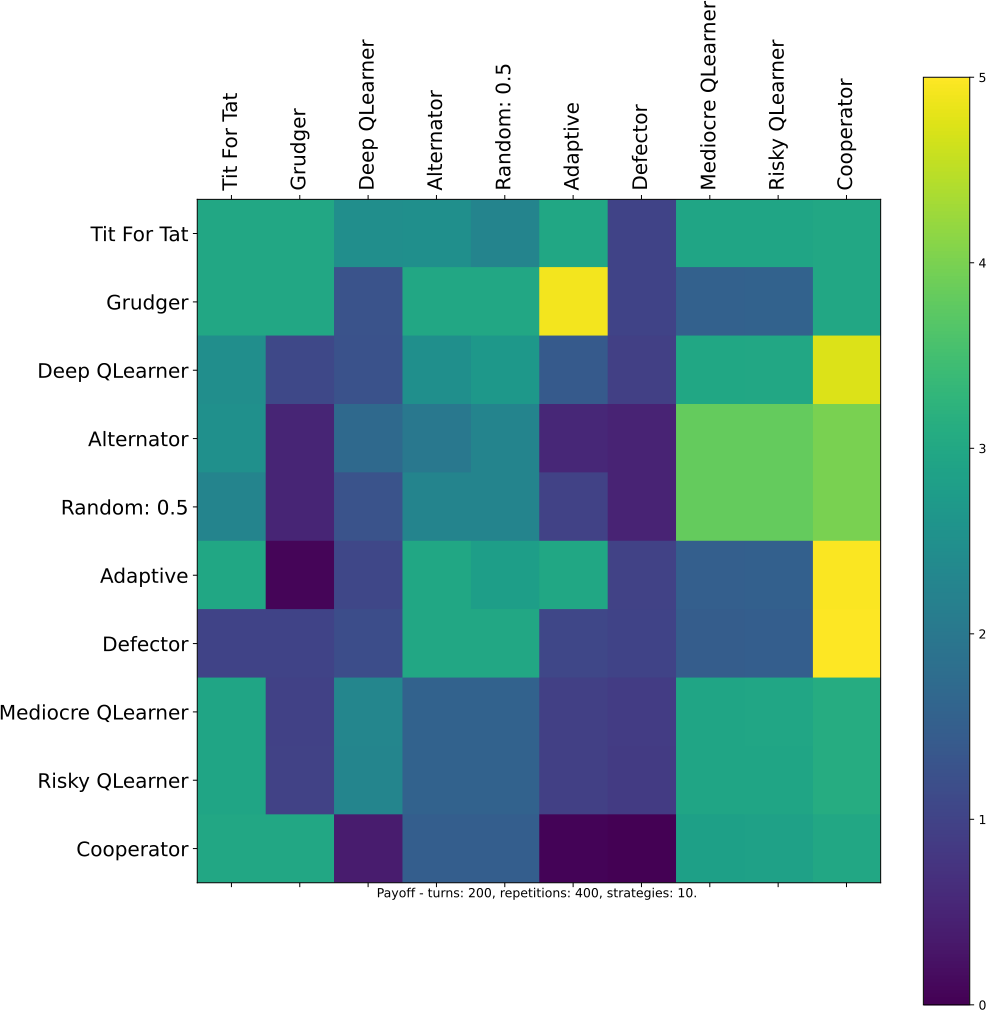 Tit For Tat
Grudger
Deep QLearner
Alternator
Random: 0.5
Adaptive
Defector
Mediocre QLearner
Risky QLearner
Cooperator
Tit For Tat
Grudger
Deep QLearner
Alternator
Random: 0.5
Adaptive
Defector
Mediocre QLearner
Risky QLearner
Cooperator
Payoff - turns: 200, repetitions: 400, strategies: 10.
5
4
3
2
1
0